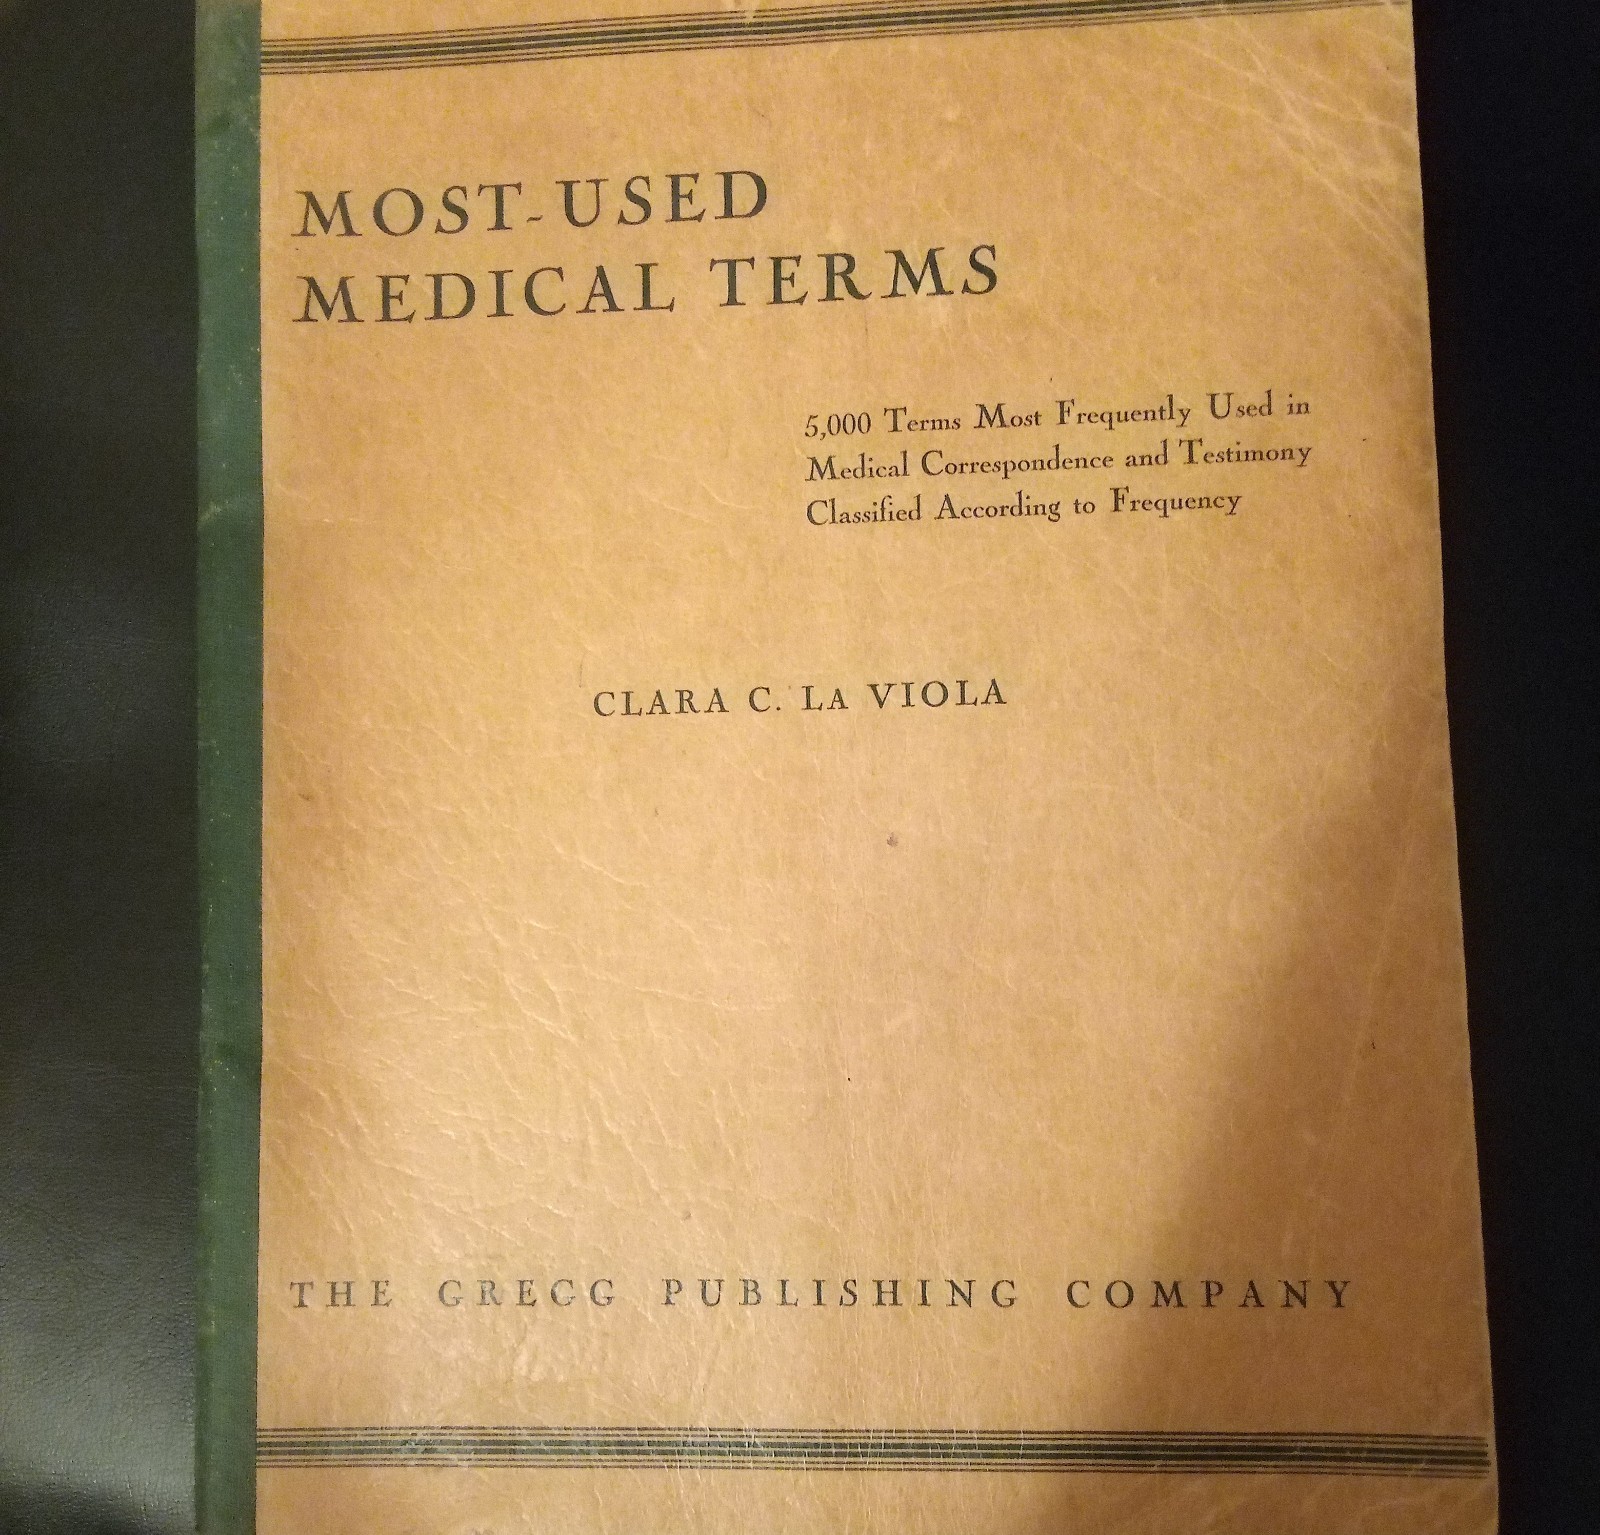 MOST-USED
MEDICAL TERMS
5,000 Terms Most Frequently Used in
Medical Correspondence and Testimony
Classified According to Frequency
CLARA C. LA VIOLA
THE GREGG PUBLISHING COMPANY